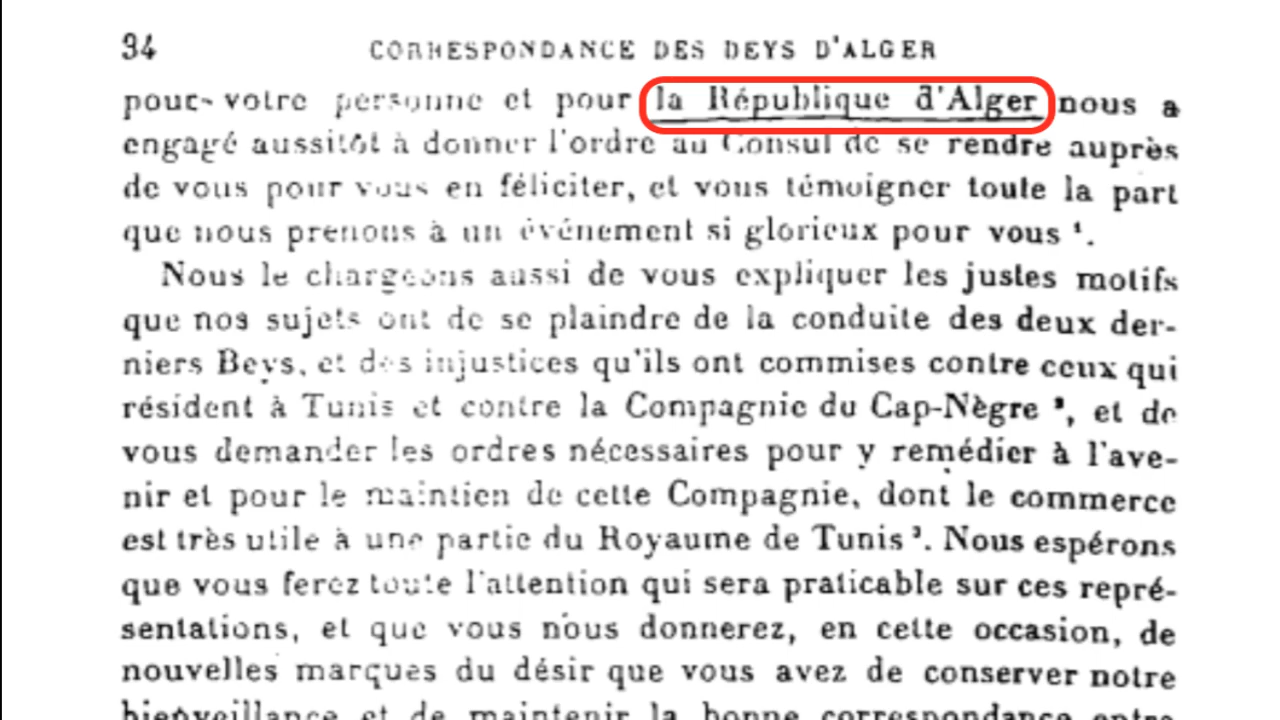 34
CORRESPONDANCE DES DEYS D'ALGER
pour votre personne et pour la République d'Alger nous a
engagé aussitôt à donner l'ordre au Consul de se rendre auprès
de vous pour vous en féliciter, et vous témoigner toute la part
que nous prenons à un événement si glorieux pour vous ¹.
Nous le chargeons aussi de vous expliquer les justes motifs
que nos sujets ont de se plaindre de la conduite des deux der-
niers Beys, et des injustices qu'ils ont commises contre ceux qui
résident à Tunis et contre la Compagnie du Cap-Nègre ², et de
vous demander les ordres nécessaires pour y remédier à l'ave-
nir et pour le maintien de cette Compagnie, dont le commerce
est très utile à une partie du Royaume de Tunis ³. Nous espérons
que vous ferez toute l'attention qui sera praticable sur ces repré-
sentations, et que vous nous donnerez, en cette occasion, de
nouvelles marques du désir que vous avez de conserver notre
bienveillance et de maintenir la bonne correspondance entre